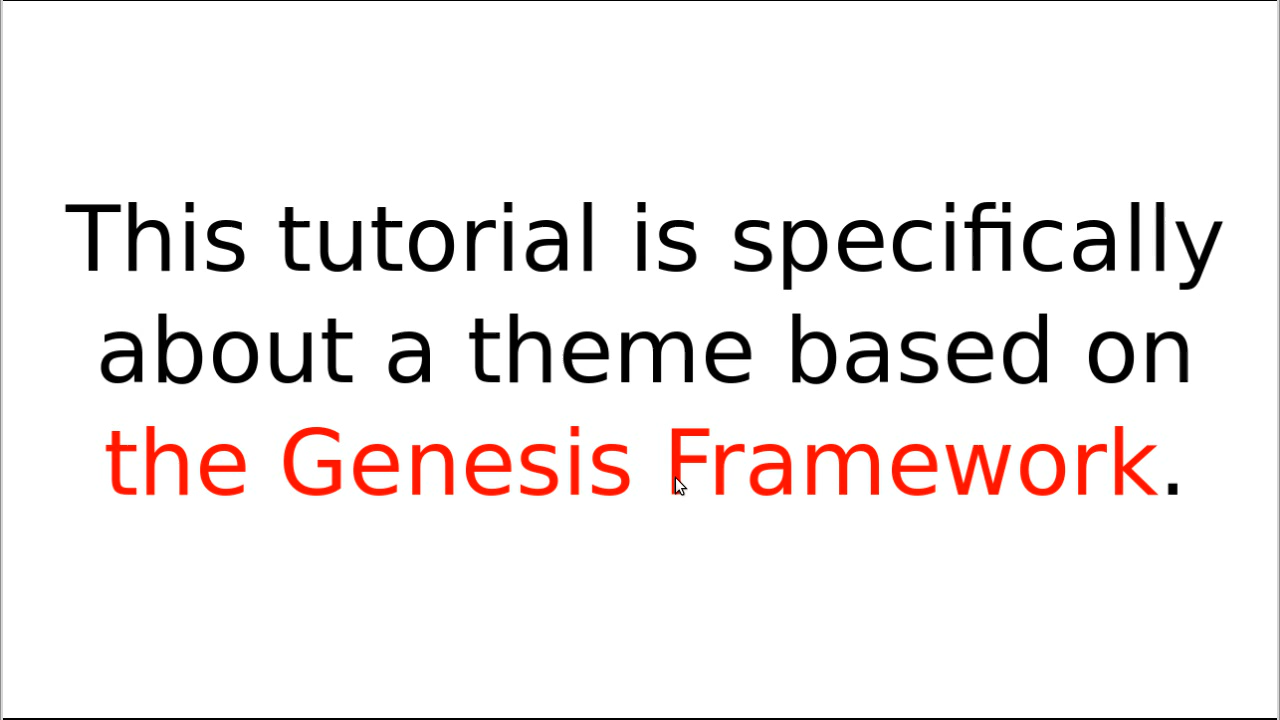 This tutorial is specifically
about a theme based on
the Genesis Framework.